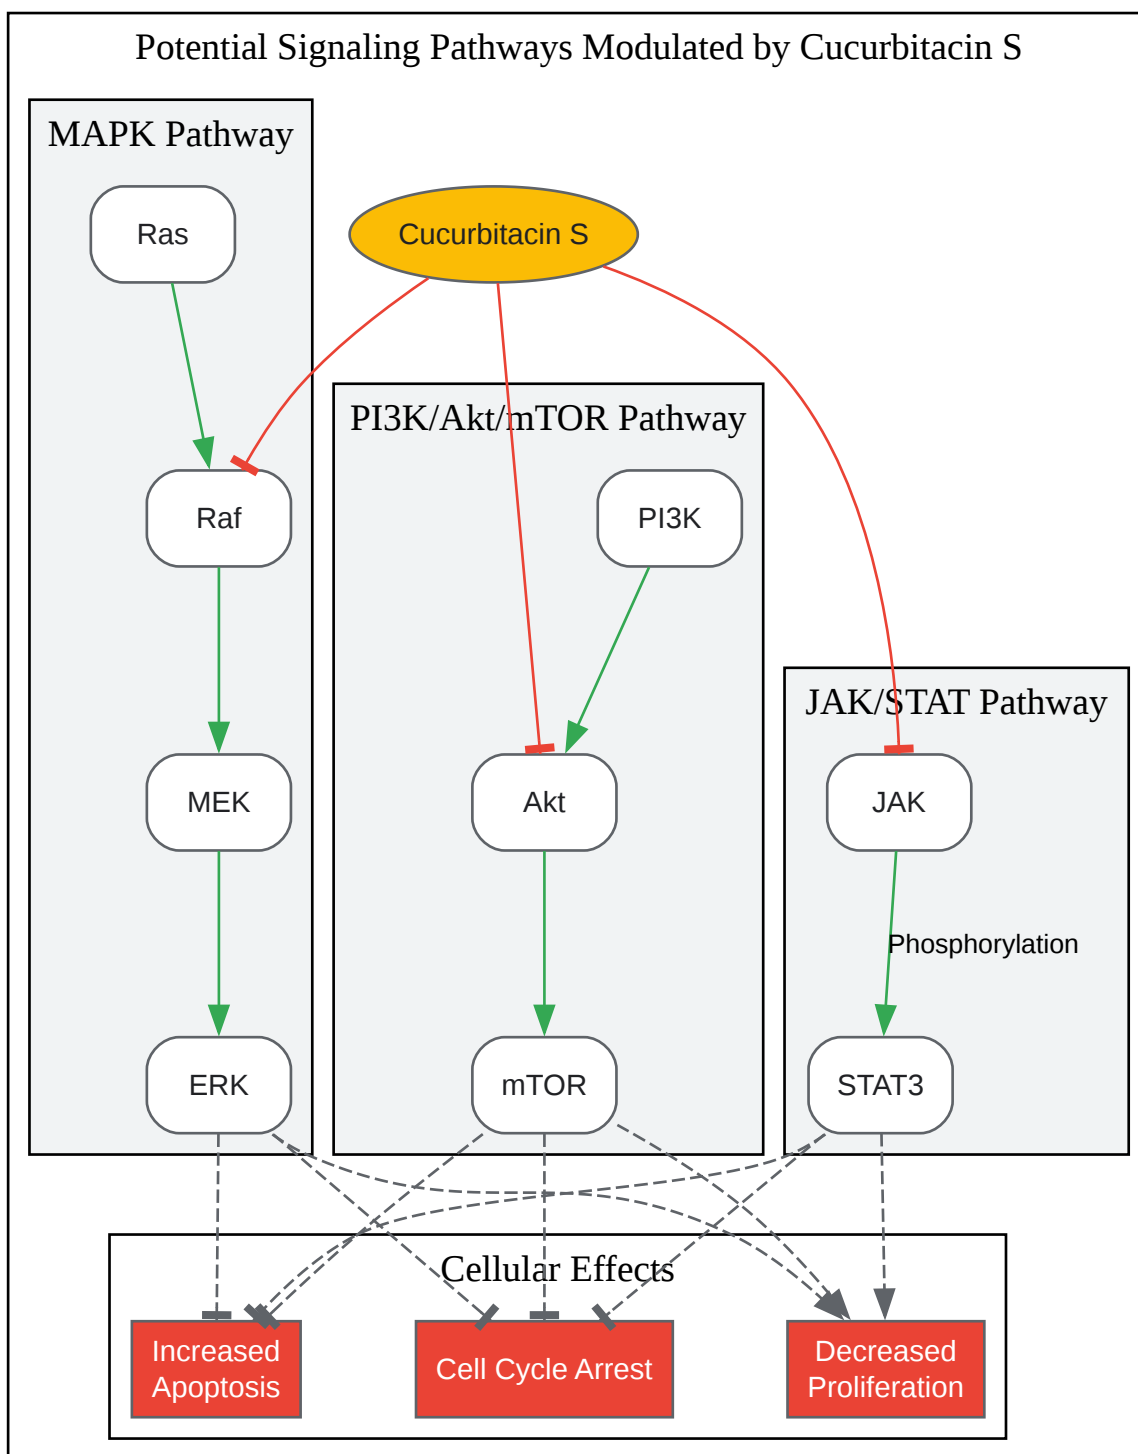 Potential Signaling Pathways Modulated by Cucurbitacin S
MAPK Pathway
Ras
Cucurbitacin S
PI3K/Akt/mTOR Pathway
Raf
PI3K
JAK/STAT Pathway
MEK
Akt
JAK
Phosphorylation
ERK
mTOR
STAT3
Cellular Effects
Increased
Apoptosis
Cell Cycle Arrest
Decreased
Proliferation